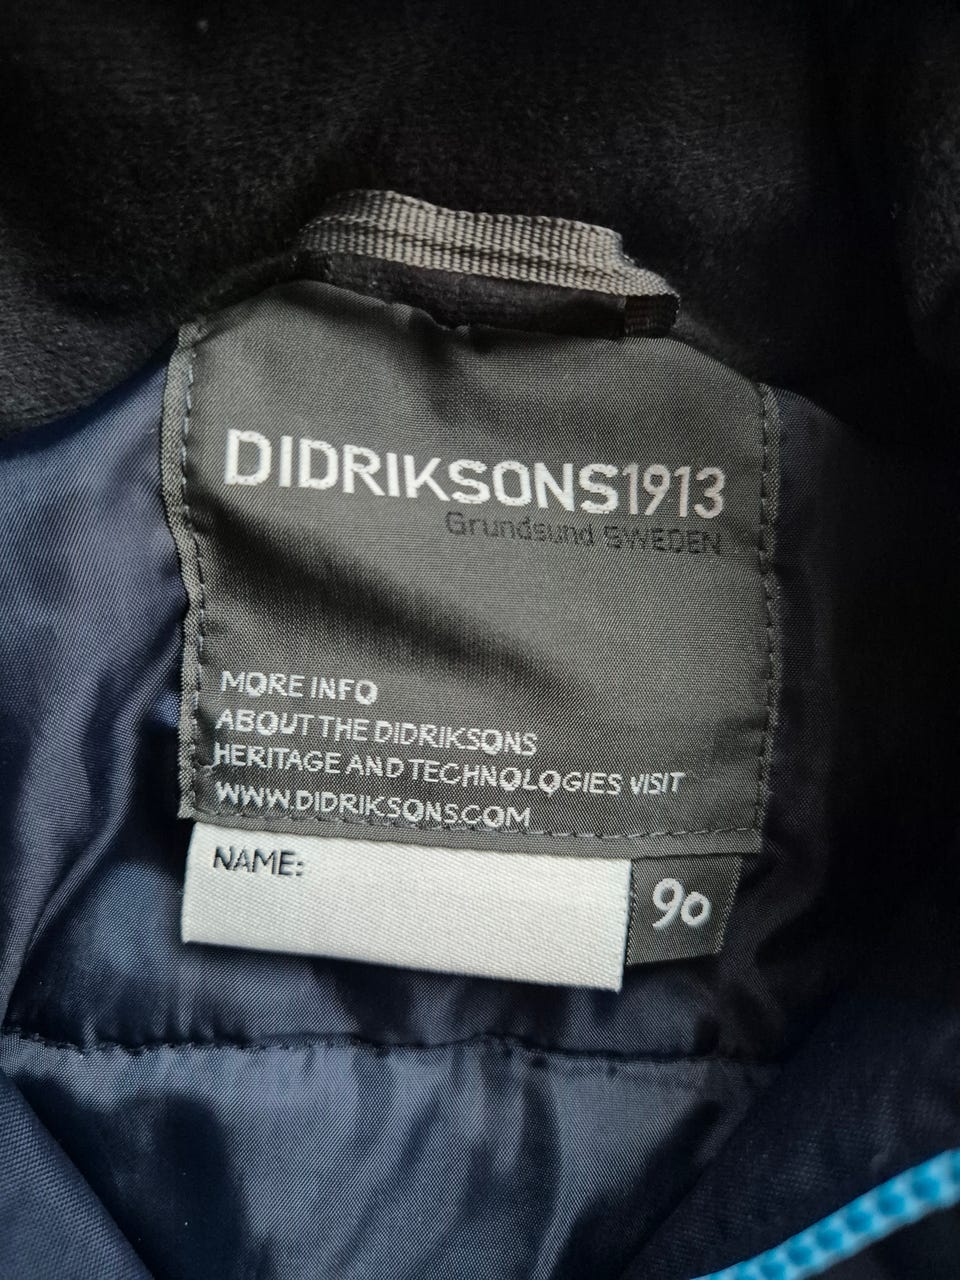 DIDRIKSONS1913
Grundsund SWEDEN
MORE INFO
ABOUT THE DIDRIKSONS
HERITAGE AND TECHNOLOGIES VISIT
WWW.DIDRIKSONS.COM
NAME:
90